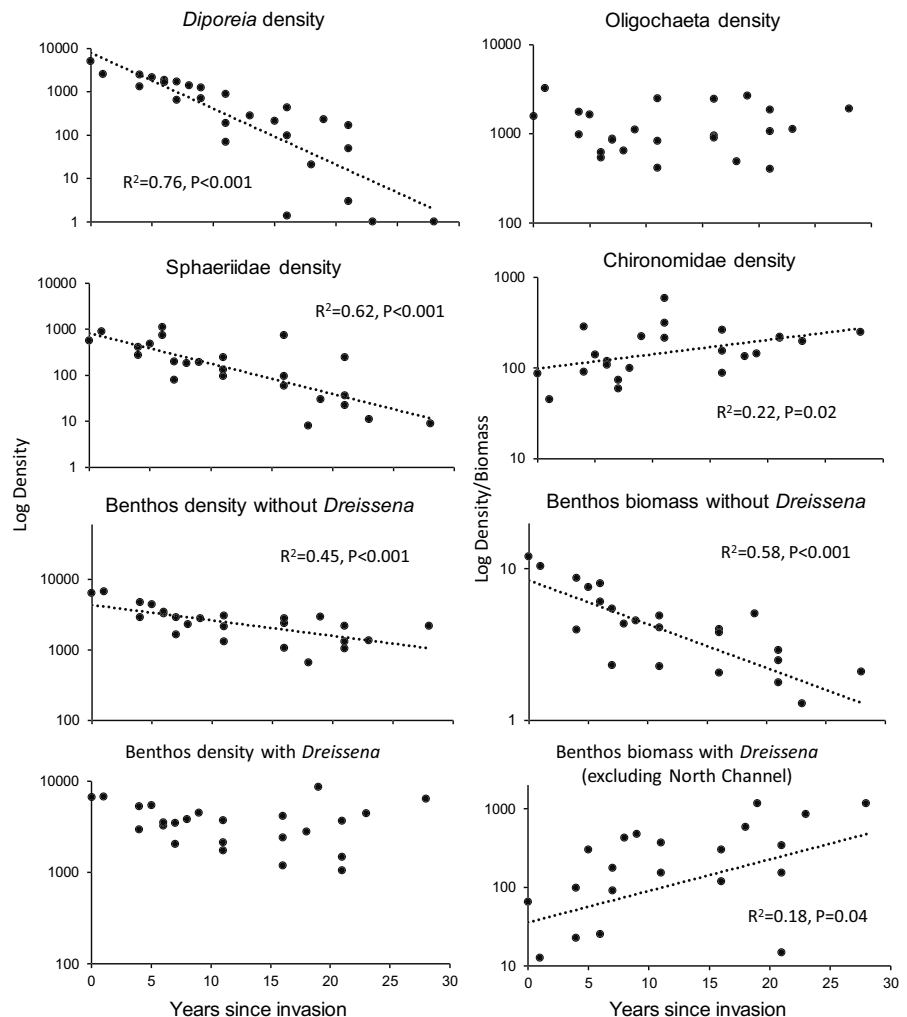 Diporeia density
10000
1000
100
10
1
R²=0.76, P<0.001
Oligochaeta density
10000
1000
100
Sphaeriidae density
10000
1000
100
10
1
R²=0.62, P<0.001
Chironomidae density
1000
100
10
R²=0.22, P=0.02
Log Density
Log Density/Biomass
Benthos density without Dreissena
10000
1000
100
R²=0.45, P<0.001
Benthos biomass without Dreissena
10
1
R²=0.58, P<0.001
Benthos density with Dreissena
10000
1000
100
0 5 10 15 20 25 30
Years since invasion
Benthos biomass with Dreissena
(excluding North Channel)
1000
100
10
R²=0.18, P=0.04
0 5 10 15 20 25 30
Years since invasion